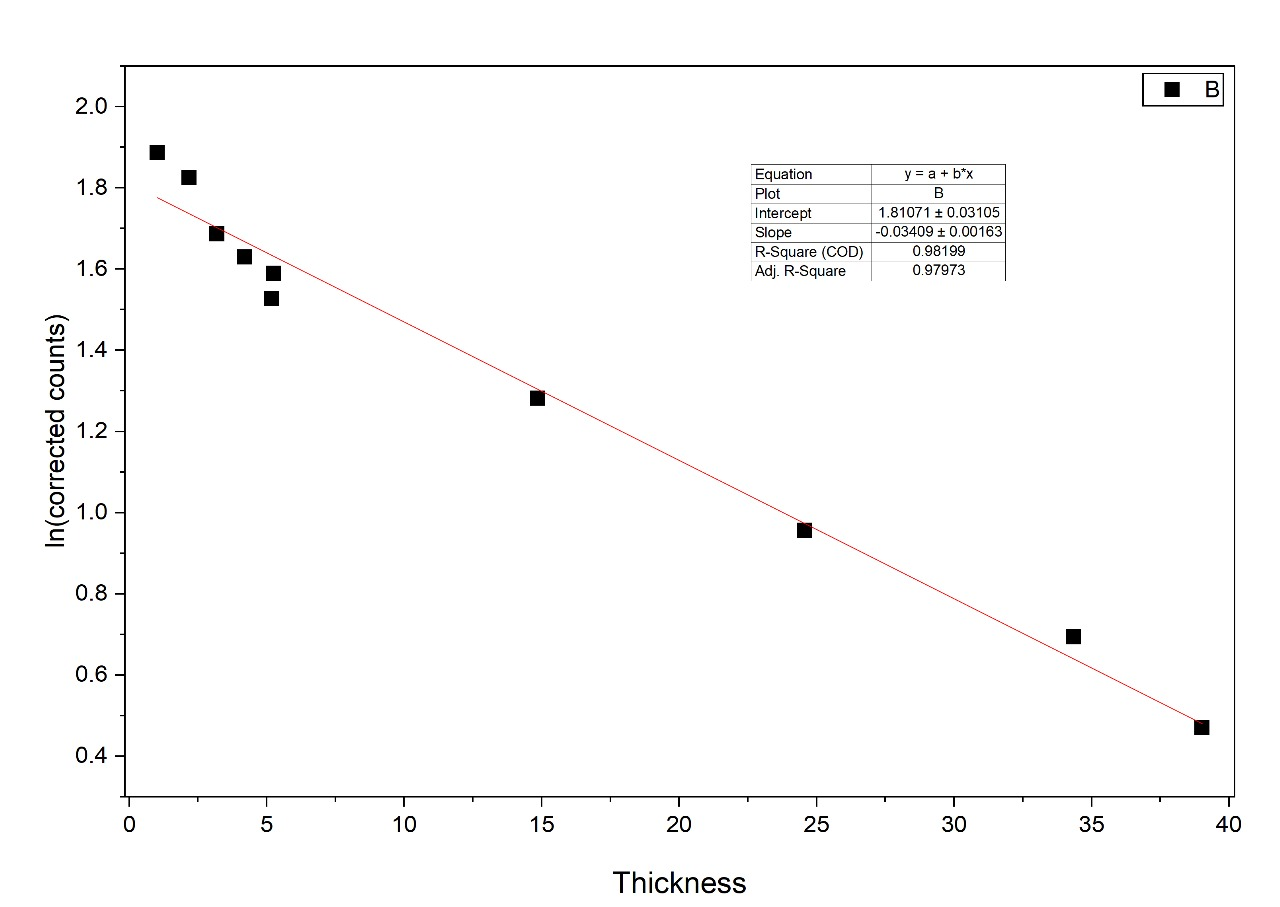 B
2.0
1.8
1.6
1.4
1.2
1.0
0.8
0.6
0.4
ln(corrected counts)
Equation y = a + b*x
Plot B
Intercept 1.81071 ± 0.03105
Slope -0.03409 ± 0.00163
R-Square (COD) 0.98199
Adj. R-Square 0.97973
0 5 10 15 20 25 30 35 40
Thickness